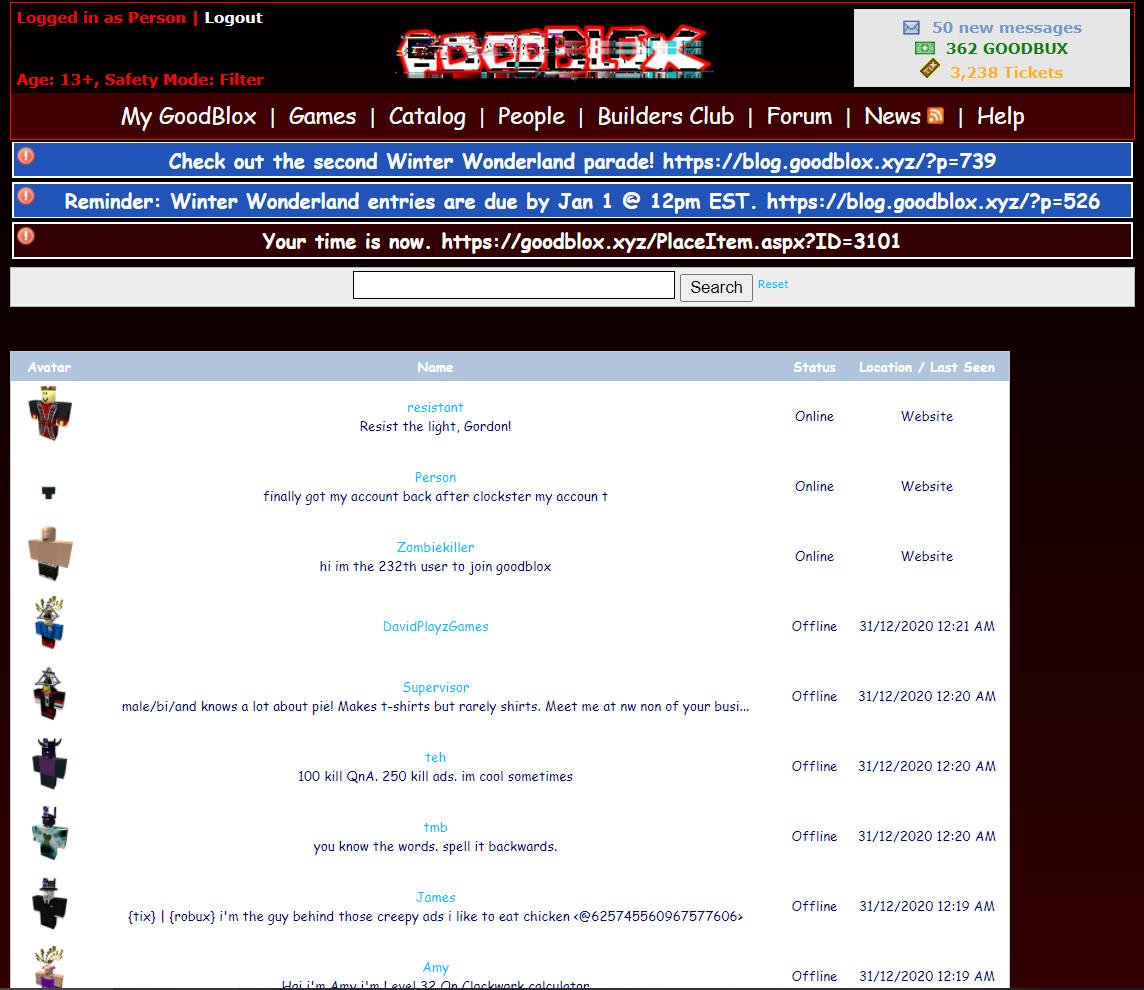 Logged in as Person | Logout
GOODBLOX
50 new messages
362 GOODBUX
Age: 13+, Safety Mode: Filter
3,238 Tickets
My GoodBlox | Games | Catalog | People | Builders Club | Forum | News | Help
Check out the second Winter Wonderland parade! https://blog.goodblox.xyz/?p=739
Reminder: Winter Wonderland entries are due by Jan 1 @ 12pm EST. https://blog.goodblox.xyz/?p=526
Your time is now. https://goodblox.xyz/PlaceItem.aspx?ID=3101
Search Reset
Avatar Name Status Location / Last Seen
resistant
Resist the light, Gordon! Online Website
Person
finally got my account back after clockster my accoun t Online Website
Zombiekiller
hi im the 232th user to join goodblox Online Website
DavidPlayzGames Offline 31/12/2020 12:21 AM
Supervisor
male/bi/and knows a lot about pie! Makes t-shirts but rarely shirts. Meet me at nw non of your busi... Offline 31/12/2020 12:20 AM
teh
100 kill QnA. 250 kill ads. im cool sometimes Offline 31/12/2020 12:20 AM
tmb
you know the words. spell it backwards. Offline 31/12/2020 12:20 AM
James
{tix} | {robux} i'm the guy behind those creepy ads i like to eat chicken <@625745560967577606> Offline 31/12/2020 12:19 AM
Amy
Hai i'm Amy i'm Level 32 On Clockwork calculator Offline 31/12/2020 12:19 AM